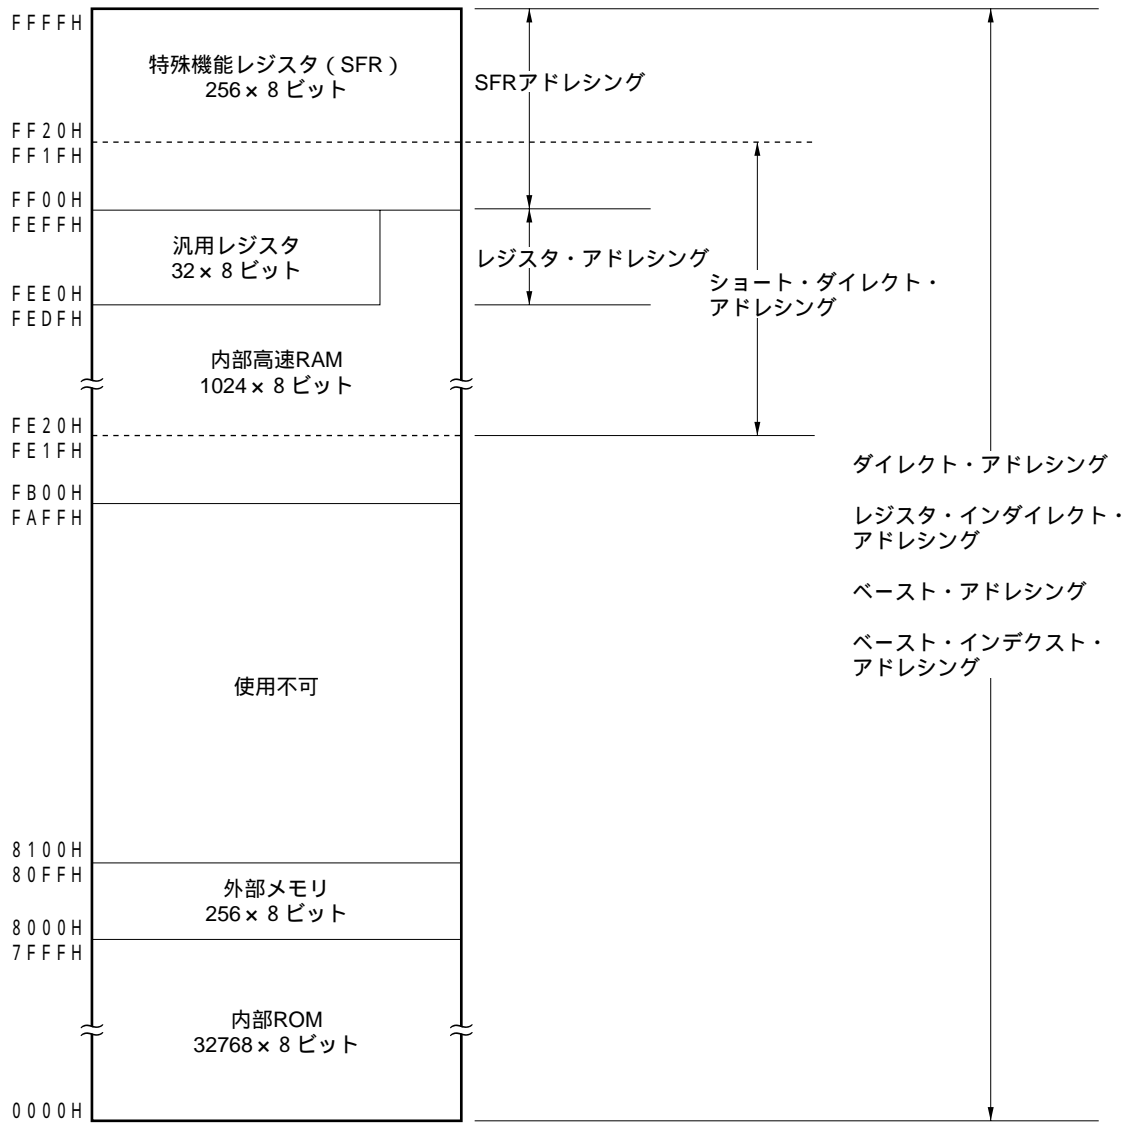 FFFFH
特殊機能レジスタ（SFR）
256×8ビット
SFRアドレシング
FF20H
FF1FH
FF00H
FEFFH
汎用レジスタ
32×8ビット
レジスタ・アドレシング
ショート・ダイレクト・
アドレシング
FEE0H
FEDFH
内部高速RAM
1024×8ビット
FE20H
FE1FH
ダイレクト・アドレシング
レジスタ・インダイレクト・
アドレシング
ベースト・アドレシング
ベースト・インデクスト・
アドレシング
FB00H
FAFFH
使用不可
8100H
80FFH
外部メモリ
256×8ビット
8000H
7FFFH
内部ROM
32768×8ビット
0000H